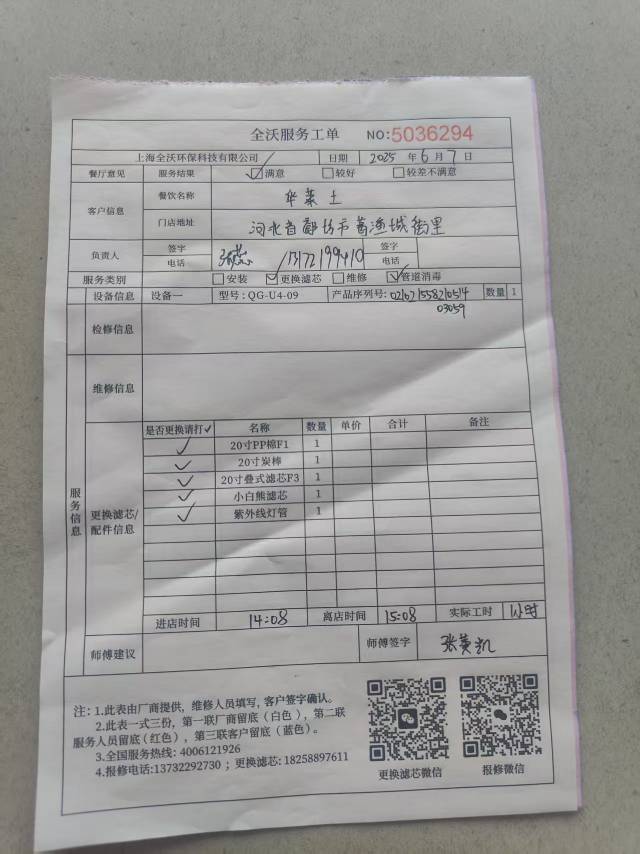 全沃服务工单 NO:5036294
上海全沃环保科技有限公司 日期 2025 年 6 月 7 日
餐厅意见 服务结果 ☑满意 □较好 □较差不满意
客户信息 餐饮名称 华莱士
门店地址 河北省廊坊市葛渔城街里
负责人 签字 签字
电话 电话
服务类别 □安装 ☑更换滤芯 □维修 ☑管道消毒
设备信息 设备一 型号:QG-U4-09 产品序列号: 数量 1
03059
检修信息
维修信息
服务信息
更换滤芯/配件信息
是否更换请打✓ 名称 数量 单价 合计 备注
✓ 20寸PP棉F1 1
✓ 20寸炭棒 1
✓ 20寸叠式滤芯F3 1
✓ 小白熊滤芯 1
✓ 紫外线灯管 1
进店时间 14:08 离店时间 15:08 实际工时 1小时
师傅建议 师傅签字
注:1.此表由厂商提供,维修人员填写,客户签字确认。
2.此表一式三份,第一联厂商留底(白色),第二联
服务人员留底(红色),第三联客户留底(蓝色)。
3.全国服务热线:4006121926
4.报修电话:13732292730;更换滤芯:18258897611
更换滤芯微信 报修微信